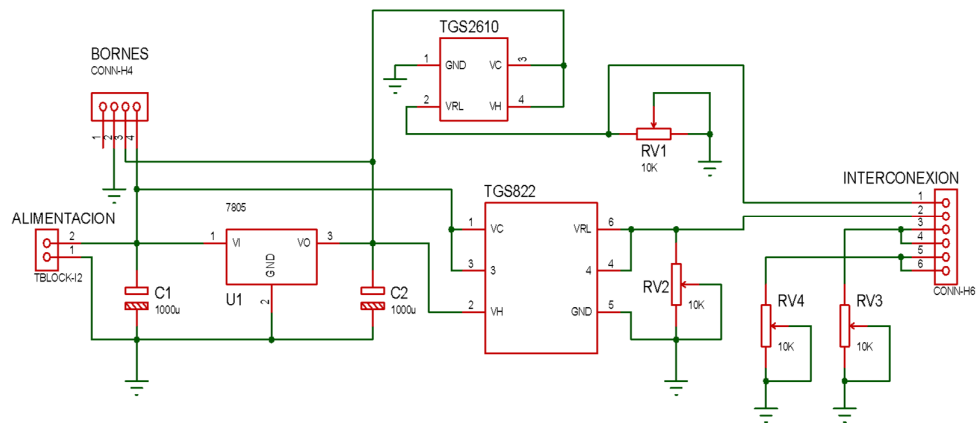 BORNES
CONN-H4
1
2
3
4
ALIMENTACION
2
1
TBLOCK-I2
C1
1000u
7805
1
VI
VO
3
GND
2
U1
C2
1000u
TGS2610
1
GND
VC
3
2
VRL
VH
4
RV1
10K
TGS822
1
VC
VRL
6
3
3
4
4
2
VH
GND
5
RV2
10K
RV4
10K
RV3
10K
INTERCONEXION
1
2
3
4
5
6
CONN-H6